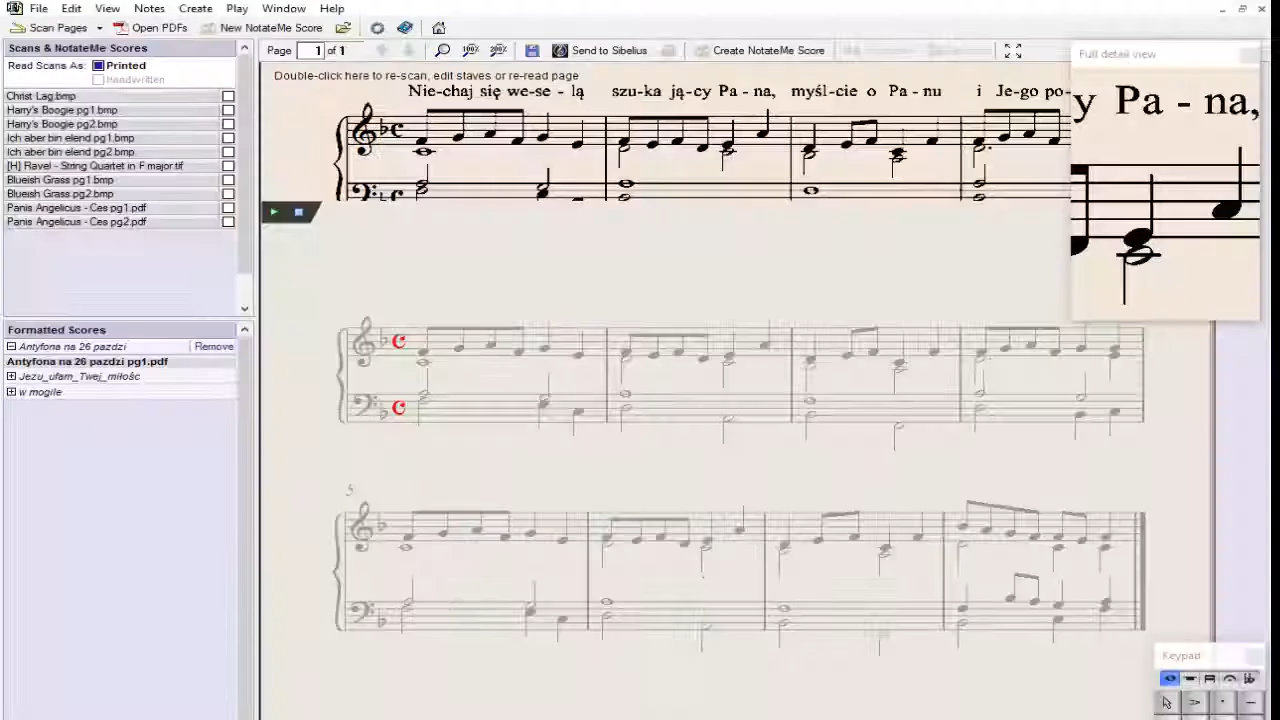 File Edit View Notes Create Play Window Help
Scan Pages Open PDFs New NotateMe Score
Scans & NotateMe Scores
Read Scans As: Printed
Handwritten
Christ Lag.bmp
Harry's Boogie pg1.bmp
Harry's Boogie pg2.bmp
Ich aber bin elend pg1.bmp
Ich aber bin elend pg2.bmp
[H] Ravel - String Quartet in F major.tif
Blueish Grass pg1.bmp
Blueish Grass pg2.bmp
Panis Angelicus - Ces pg1.pdf
Panis Angelicus - Ces pg2.pdf
Formatted Scores
Antyfona na 26 pazdzi Remove
Antyfona na 26 pazdzi pg1.pdf
Jezu_ufam_Twej_miłośc
w mogile
Page 1 of 1 100% 200% Send to Sibelius Create NotateMe Score
Double-click here to re-scan, edit staves or re-read page
Nie-chaj się we-se - lą szu-ka ją-cy Pa - na, myśl-cie o Pa - nu i Je-go po-
5
Full detail view
y Pa - na,
Keypad